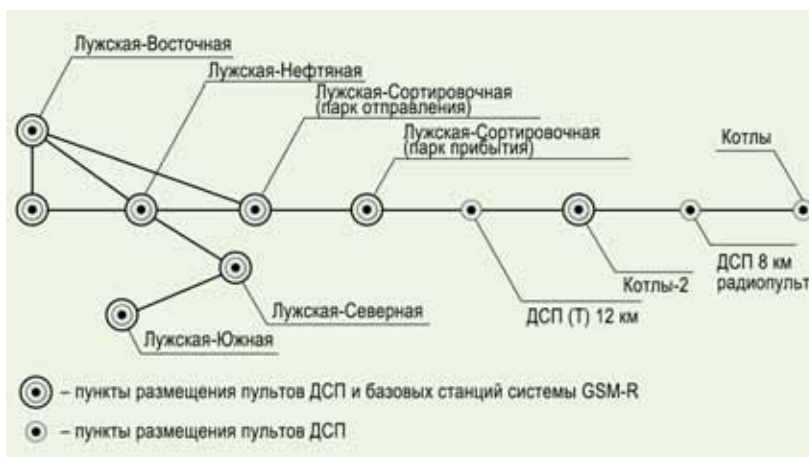 Лужская-Восточная
Лужская-Нефтяная
Лужская-Сортировочная
(парк отправления)
Лужская-Сортировочная
(парк прибытия)
Котлы
ДСП 8 км
радиопульт
Котлы-2
ДСП (Т) 12 км
Лужская-Северная
Лужская-Южная
– пункты размещения пультов ДСП и базовых станций системы GSM-R
– пункты размещения пультов ДСП